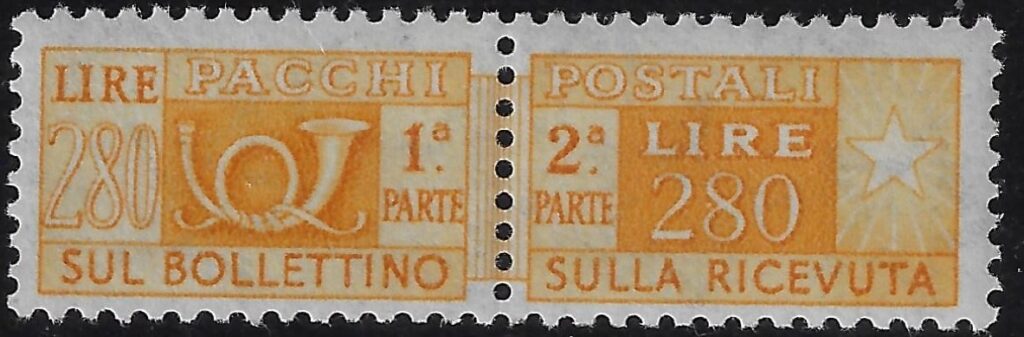 LIRE PACCHI
280
1.ª
PARTE
SUL BOLLETTINO
POSTALI
2.ª
PARTE
LIRE
280
SULLA RICEVUTA